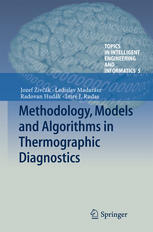 TOPICS
IN INTELLIGENT
ENGINEERING
AND
INFORMATICS 5
Jozef Živčák · Ladislav Madarász
Radovan Hudák · Imre J. Rudas
Methodology, Models
and Algorithms in
Thermographic
Diagnostics
Springer